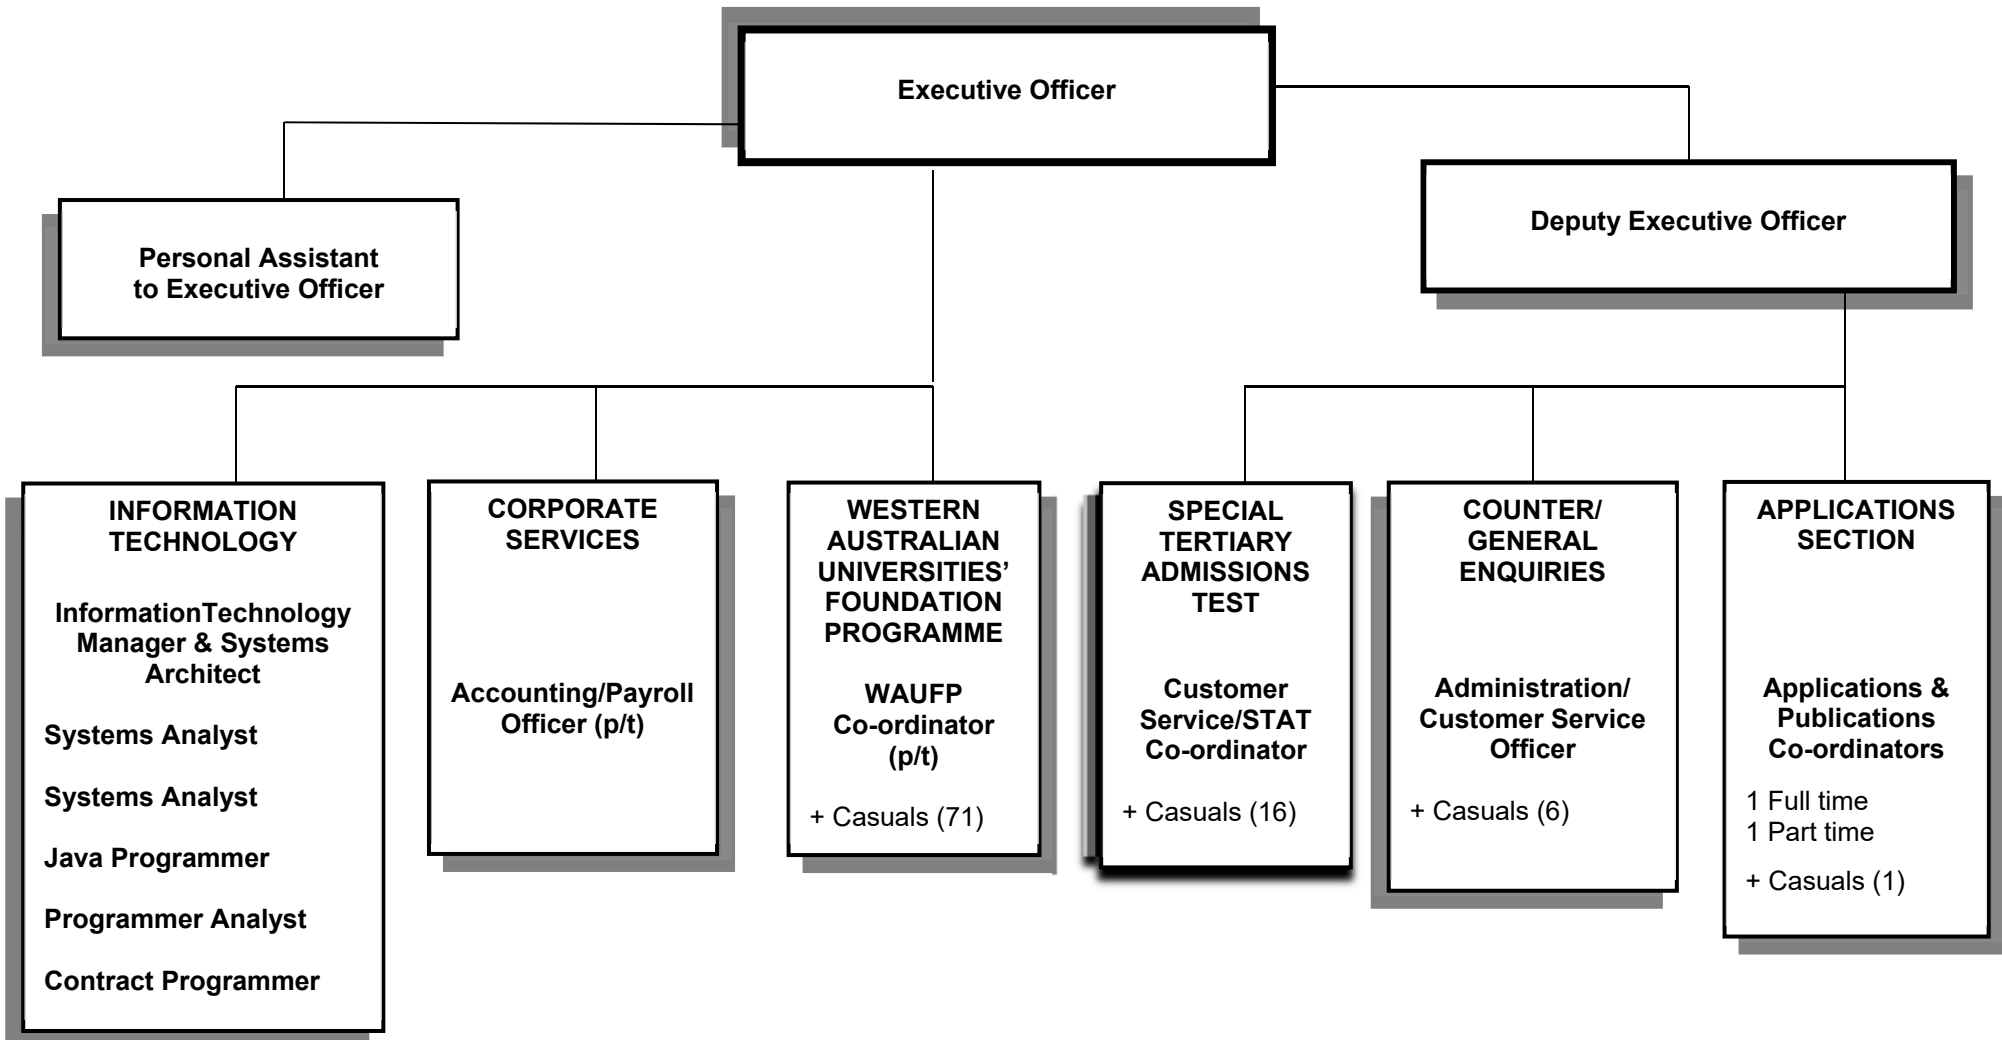 Executive Officer
Personal Assistant
to Executive Officer
Deputy Executive Officer
INFORMATION
TECHNOLOGY
InformationTechnology
Manager & Systems
Architect
Systems Analyst
Systems Analyst
Java Programmer
Programmer Analyst
Contract Programmer
CORPORATE
SERVICES
Accounting/Payroll
Officer (p/t)
WESTERN
AUSTRALIAN
UNIVERSITIES’
FOUNDATION
PROGRAMME
WAUFP
Co-ordinator
(p/t)
+ Casuals (71)
SPECIAL
TERTIARY
ADMISSIONS
TEST
Customer
Service/STAT
Co-ordinator
+ Casuals (16)
COUNTER/
GENERAL
ENQUIRIES
Administration/
Customer Service
Officer
+ Casuals (6)
APPLICATIONS
SECTION
Applications &
Publications
Co-ordinators
1 Full time
1 Part time
+ Casuals (1)